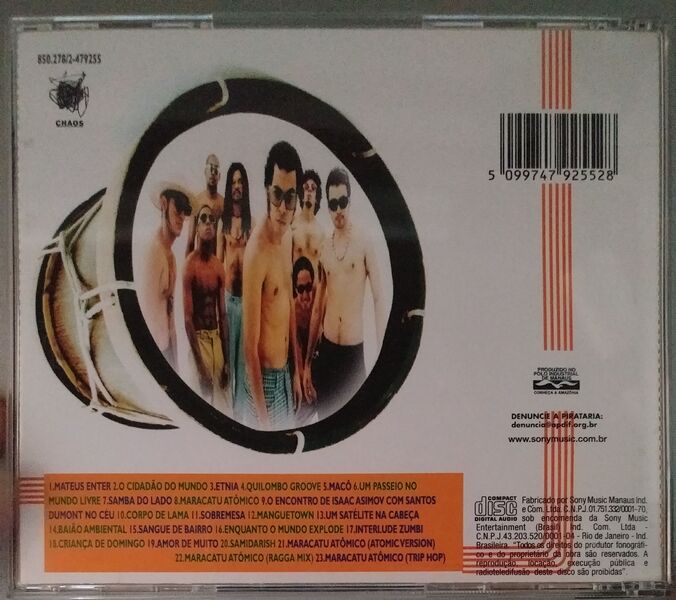 850.278/2-479255
CHAOS
5 099747 925528
PRODUZIDO NO
PÓLO INDUSTRIAL
DE MANAUS
CONHEÇA A AMAZÔNIA
DENUNCIE A PIRATARIA:
denuncia@apdif.org.br
www.sonymusic.com.br
1.MATEUS ENTER 2.O CIDADÃO DO MUNDO 3.ETNIA 4.QUILOMBO GROOVE 5.MACÔ 6.UM PASSEIO NO
MUNDO LIVRE 7.SAMBA DO LADO 8.MARACATU ATÔMICO 9.O ENCONTRO DE ISAAC ASIMOV COM SANTOS
DUMONT NO CÉU 10.CORPO DE LAMA 11.SOBREMESA 12.MANGUETOWN 13.UM SATÉLITE NA CABEÇA
14.BAIÃO AMBIENTAL 15.SANGUE DE BAIRRO 16.ENQUANTO O MUNDO EXPLODE 17.INTERLUDE ZUMBI
18.CRIANÇA DE DOMINGO 19.AMOR DE MUITO 20.SAMIDARISH 21.MARACATU ATÔMICO (ATOMIC VERSION)
22.MARACATU ATÔMICO (RAGGA MIX) 23.MARACATU ATÔMICO (TRIP HOP)
COMPACT
disc
DIGITAL AUDIO
Fabricado por Sony Music Manaus Ind.
e Com. Ltda. C.N.P.J. 01.751.332/0001-70,
sob encomenda da Sony Music
Entertainment (Brasil) Ind. Com. Ltda -
C.N.P.J. 43.203.520/0001-04 - Rio de Janeiro - Ind.
Brasileira. "Todos os direitos do produtor fonográfi-
co e do proprietário da obra são reservados. A
reprodução, locação, execução pública e
radioteledifusão deste disco são proibidas".